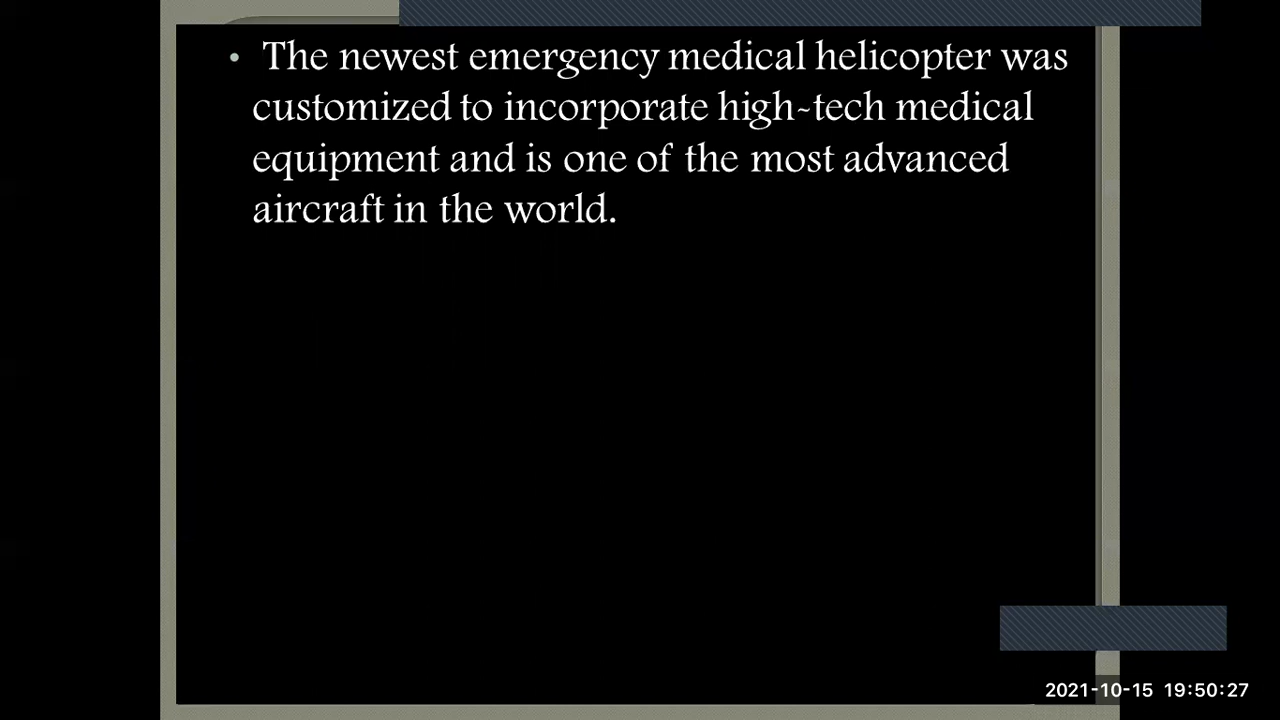 • The newest emergency medical helicopter was
customized to incorporate high-tech medical
equipment and is one of the most advanced
aircraft in the world.
2021-10-15 19:50:27